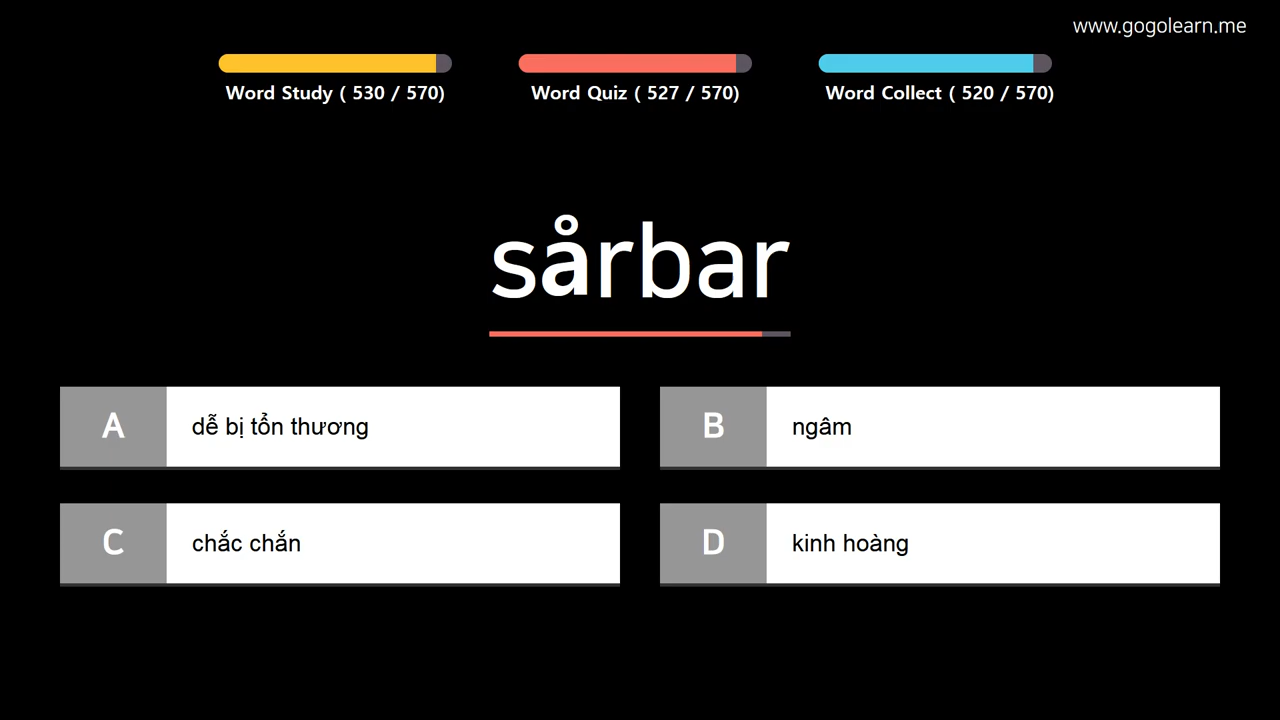 www.gogolearn.me
Word Study ( 530 / 570)
Word Quiz ( 527 / 570)
Word Collect ( 520 / 570)
sårbar
A dễ bị tổn thương
B ngâm
C chắc chắn
D kinh hoàng